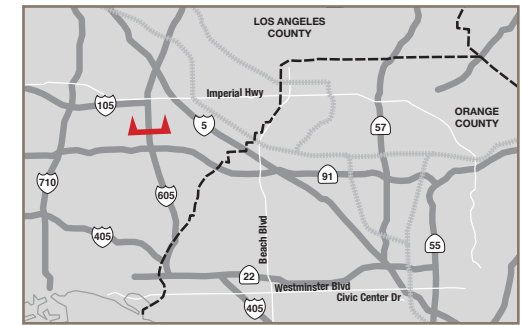 LOS ANGELES
COUNTY
Imperial Hwy
105
5
57
ORANGE
COUNTY
91
710
605
405
Beach Blvd
55
22
Westminster Blvd
Civic Center Dr
405